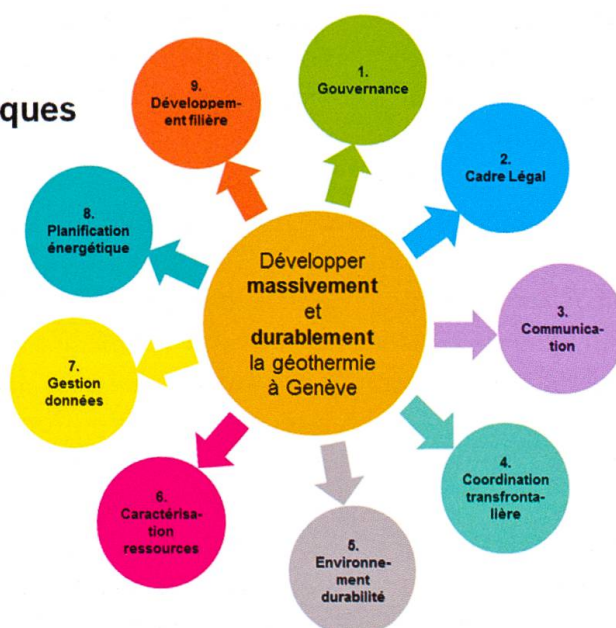 ques
1.
Gouvernance
2.
Cadre Légal
3.
Communica-
tion
4.
Coordination
transfronta-
lière
5.
Environne-
ment
durabilité
6.
Caractérisa-
tion
ressources
7.
Gestion
données
8.
Planification
énergétique
9.
Développem-
ent filière
Développer
massivement
et
durablement
la géothermie
à Genève